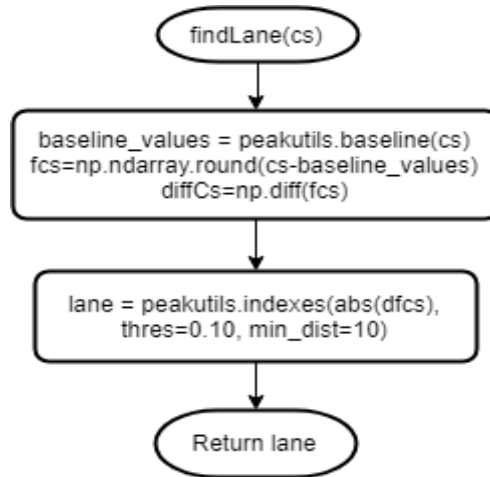 findLane(cs)
baseline_values = peakutils.baseline(cs)
fcs=np.ndarray.round(cs-baseline_values)
diffCs=np.diff(fcs)
lane = peakutils.indexes(abs(dfcs),
thres=0.10, min_dist=10)
Return lane